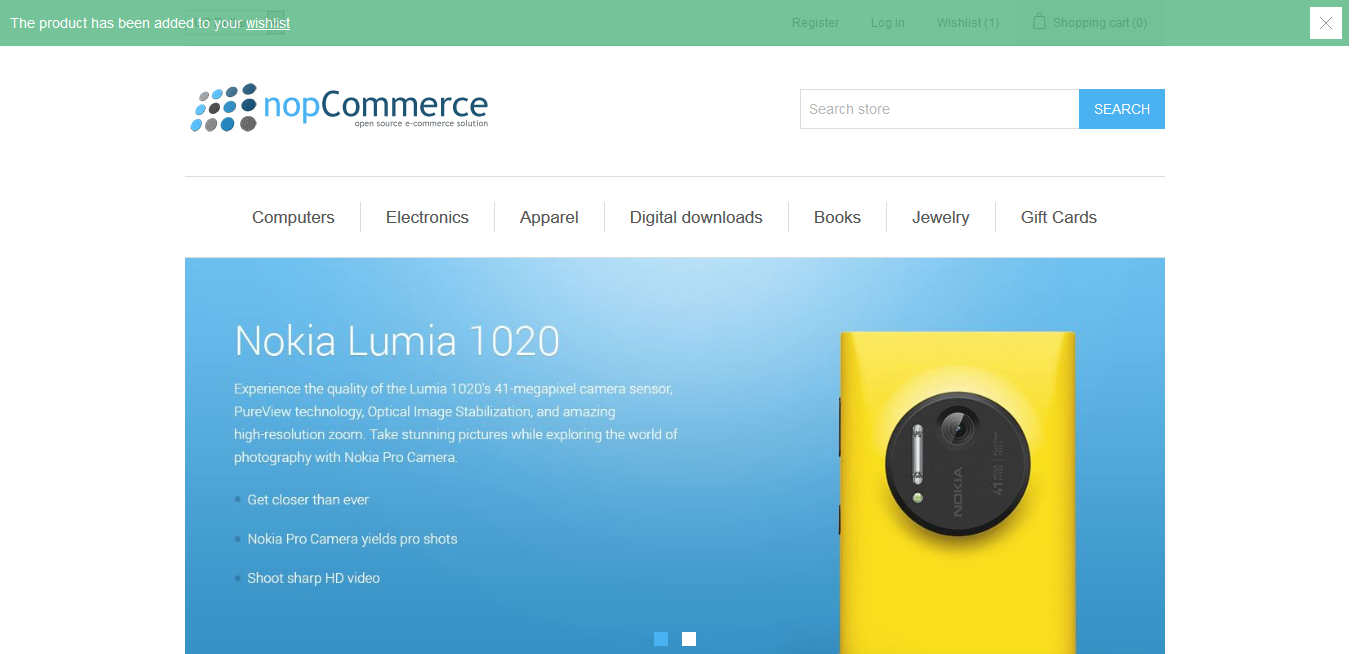 The product has been added to your wishlist
Register Log in Wishlist (1) Shopping cart (0)
nopCommerce
open source e-commerce solution
Search store
SEARCH
Computers Electronics Apparel Digital downloads Books Jewelry Gift Cards
Nokia Lumia 1020
Experience the quality of the Lumia 1020's 41-megapixel camera sensor,
PureView technology, Optical Image Stabilization, and amazing
high-resolution zoom. Take stunning pictures while exploring the world of
photography with Nokia Pro Camera.
Get closer than ever
Nokia Pro Camera yields pro shots
Shoot sharp HD video
NOKIA
41